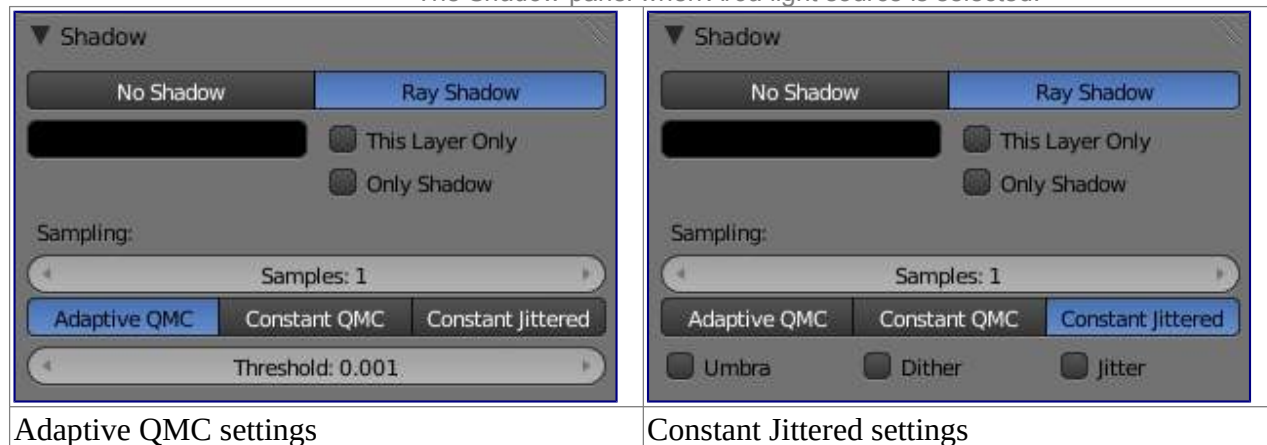 The Shadow panel when Area light source is selected.
Shadow
No Shadow Ray Shadow
This Layer Only
Only Shadow
Sampling:
Samples: 1
Adaptive QMC Constant QMC Constant Jittered
Threshold: 0.001
Adaptive QMC settings
Shadow
No Shadow Ray Shadow
This Layer Only
Only Shadow
Sampling:
Samples: 1
Adaptive QMC Constant QMC Constant Jittered
Umbra Dither Jitter
Constant Jittered settings